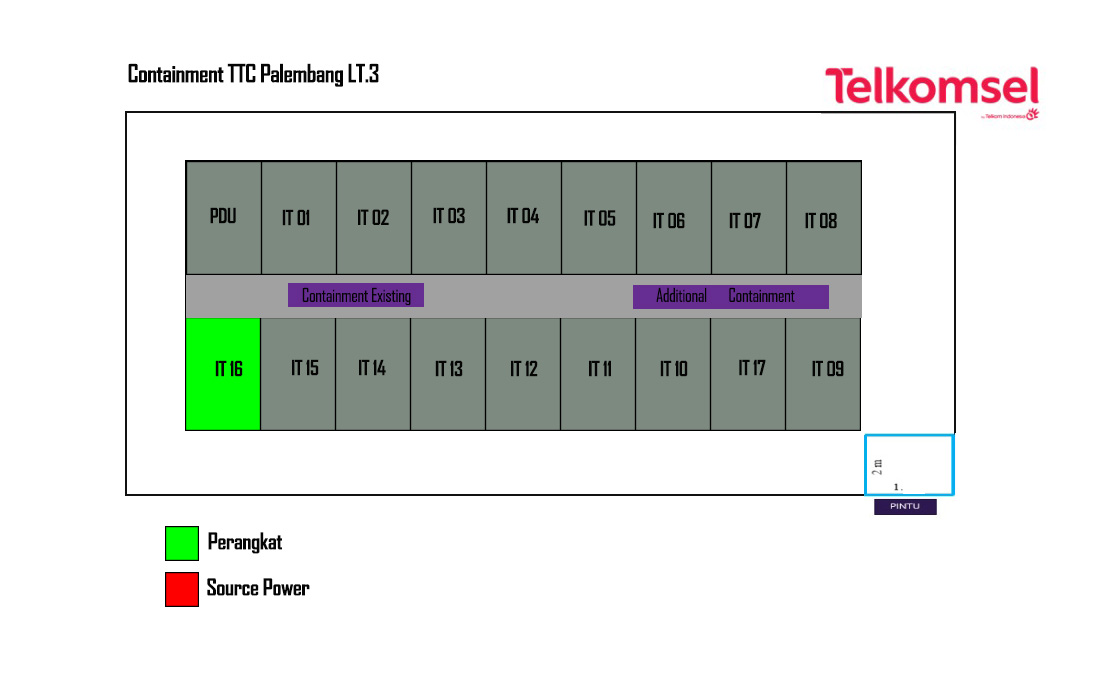 Containment TTC Palembang LT.3
Telkomsel
by Telkom Indonesia
PDU IT 01 IT 02 IT 03 IT 04 IT 05 IT 06 IT 07 IT 08
Containment Existing Additional Containment
IT 16 IT 15 IT 14 IT 13 IT 12 IT 11 IT 10 IT 17 IT 09
2 m
1.
PINTU
Perangkat
Source Power